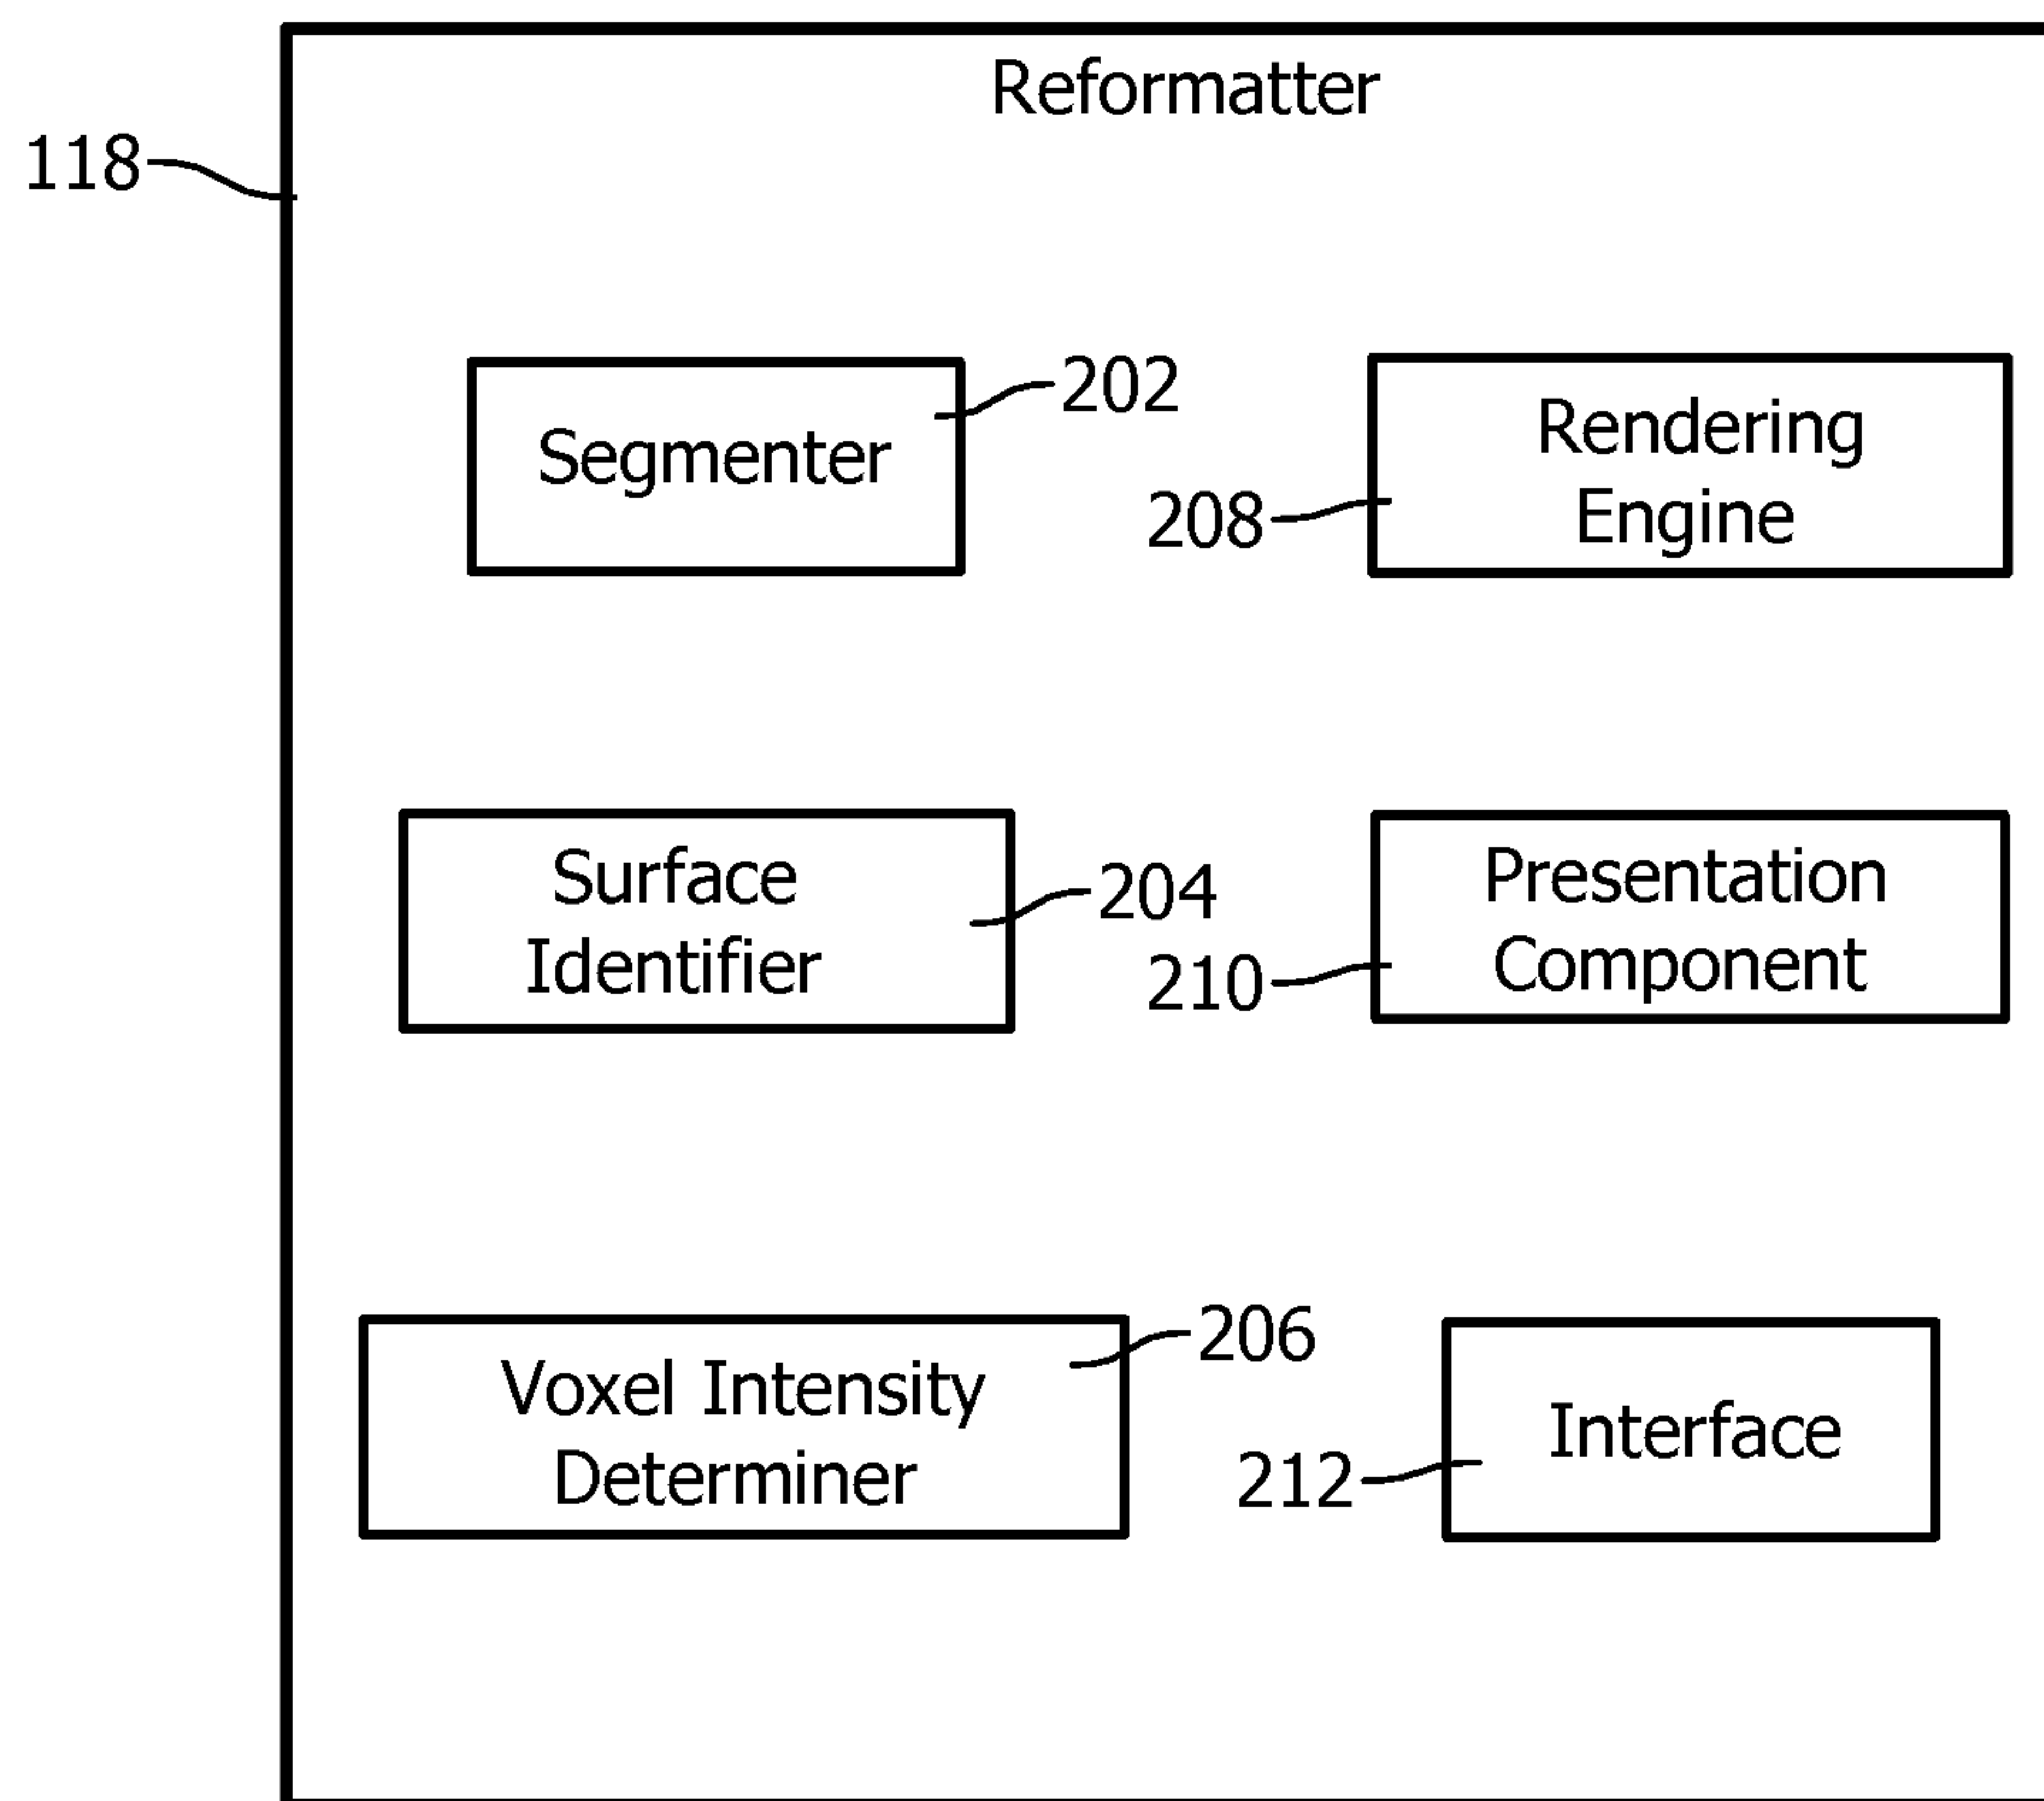 Reformatter
118
Segmenter
202
Rendering
Engine
208
Surface
Identifier
204
Presentation
Component
210
Voxel Intensity
Determiner
206
Interface
212